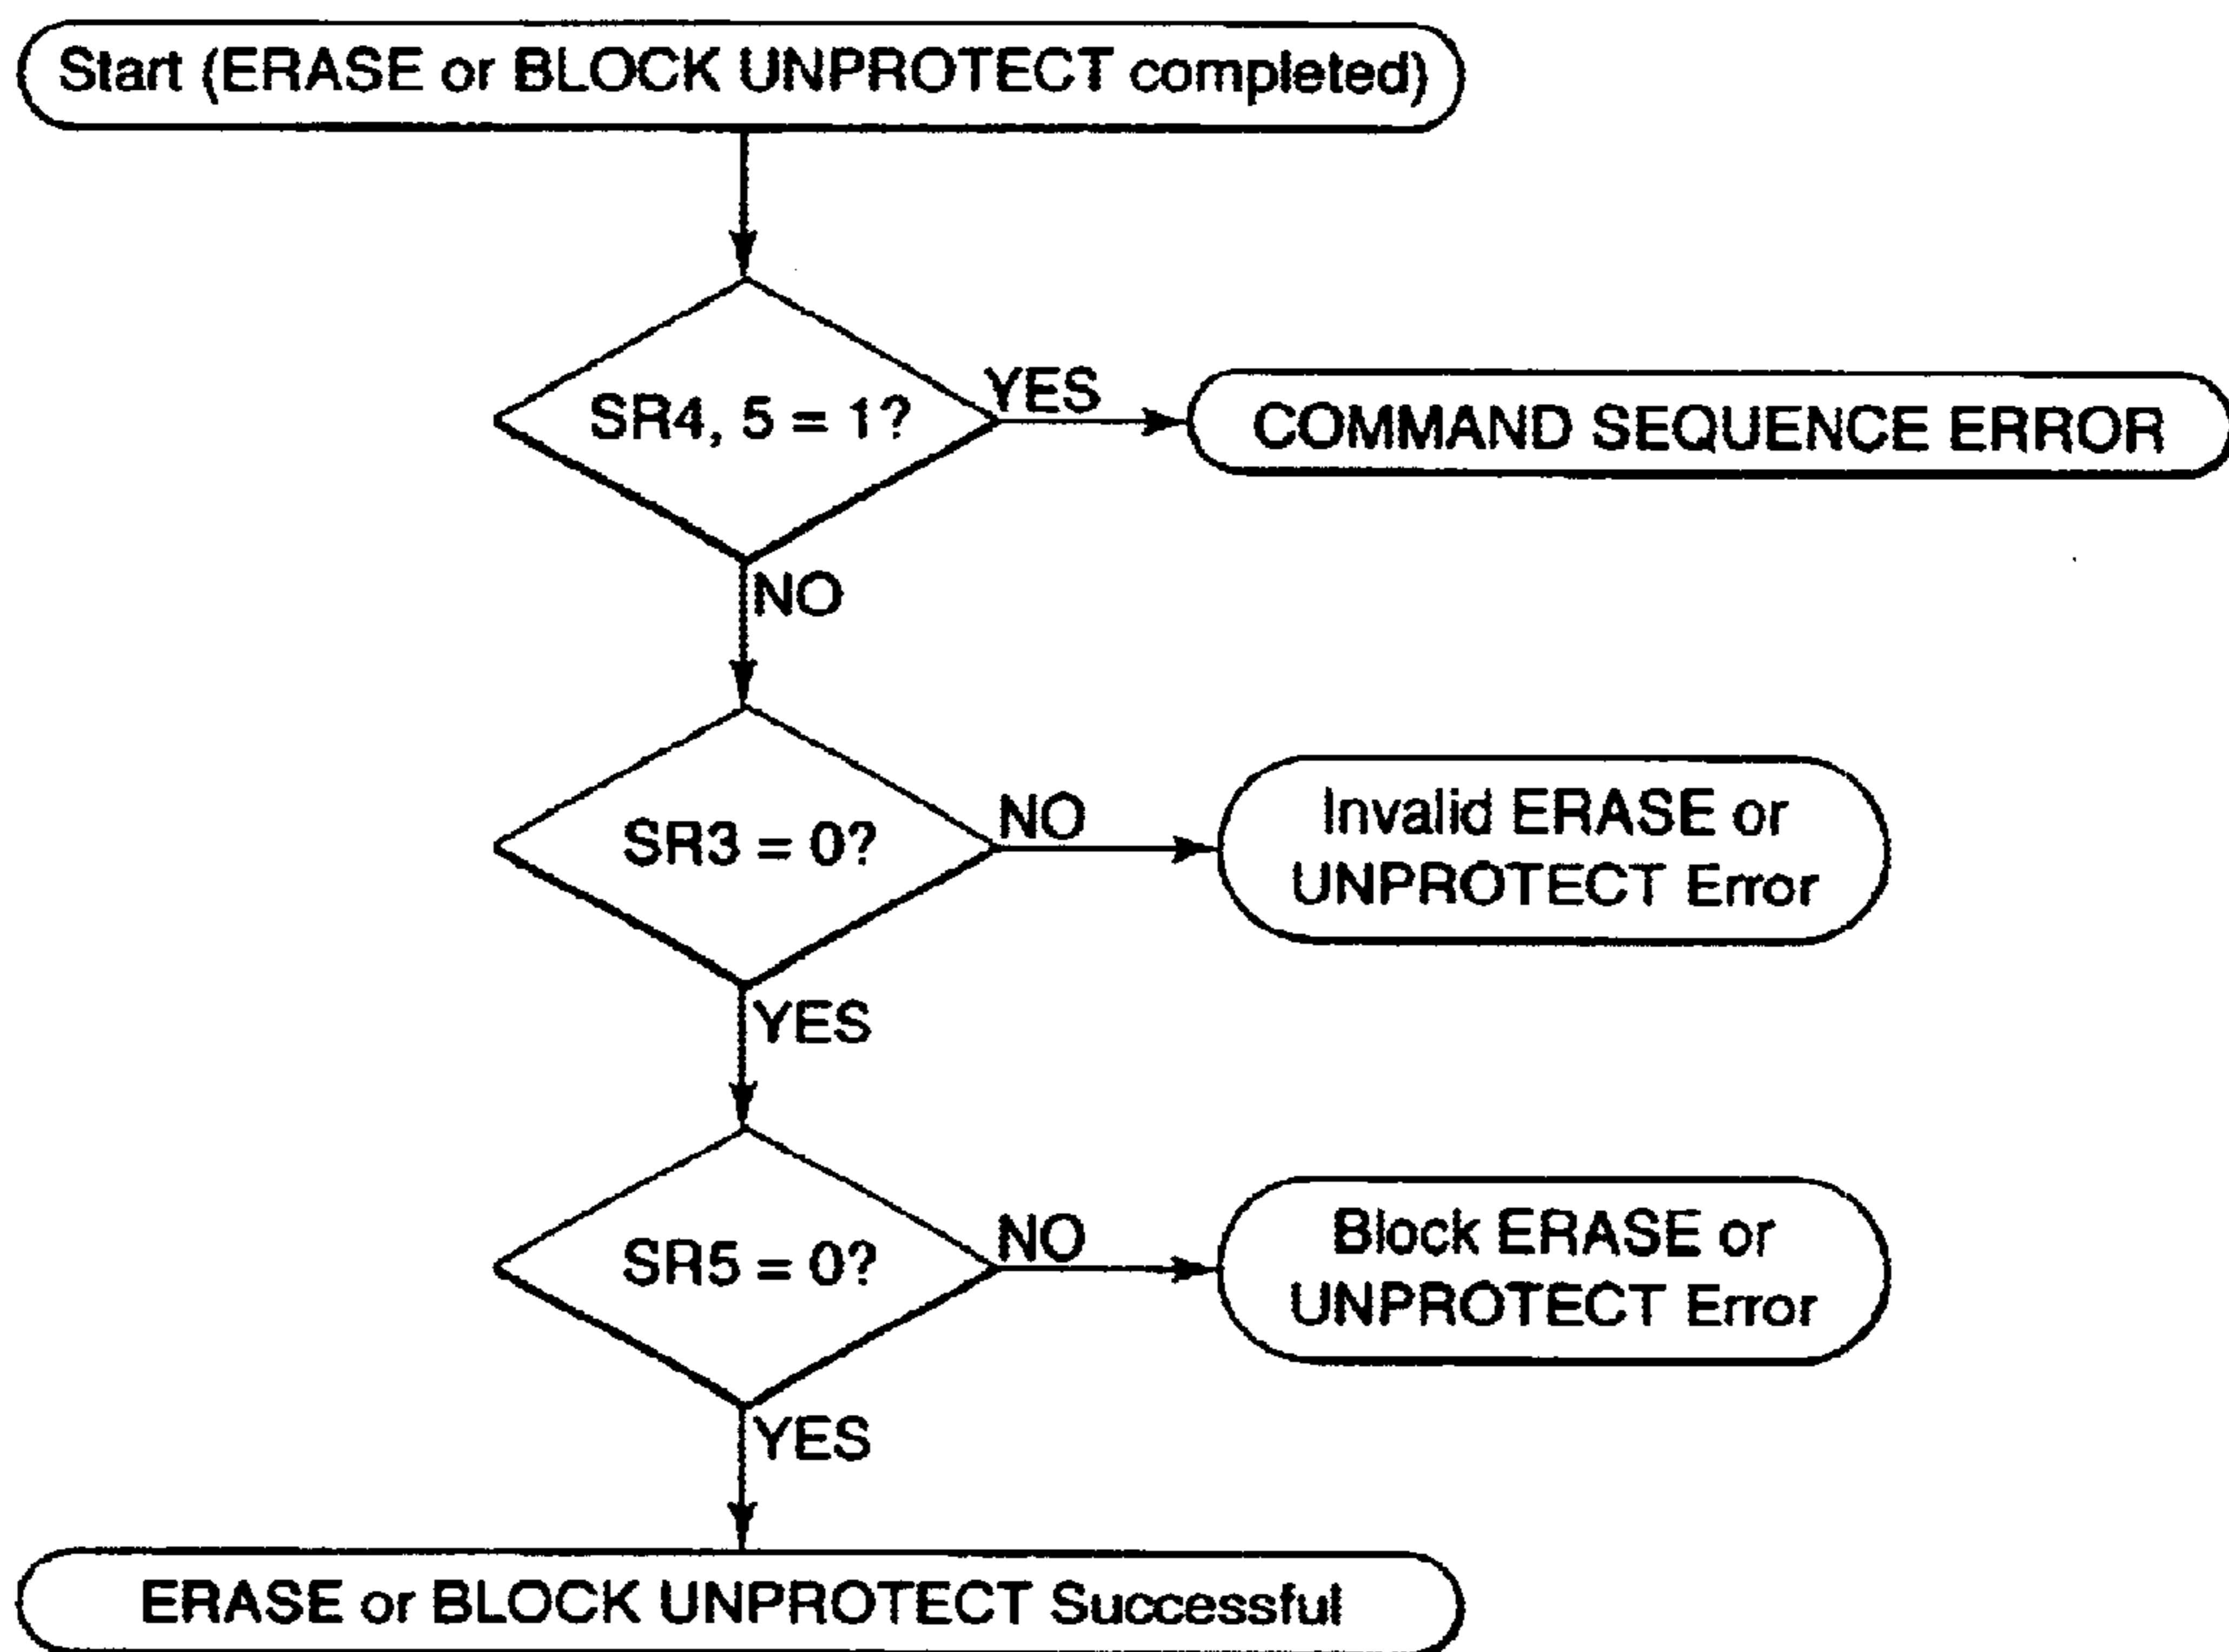 Start (ERASE or BLOCK UNPROTECT completed)
SR4, 5 = 1?
YES
COMMAND SEQUENCE ERROR
NO
SR3 = 0?
NO
Invalid ERASE or
UNPROTECT Error
YES
SR5 = 0?
NO
Block ERASE or
UNPROTECT Error
YES
ERASE or BLOCK UNPROTECT Successful